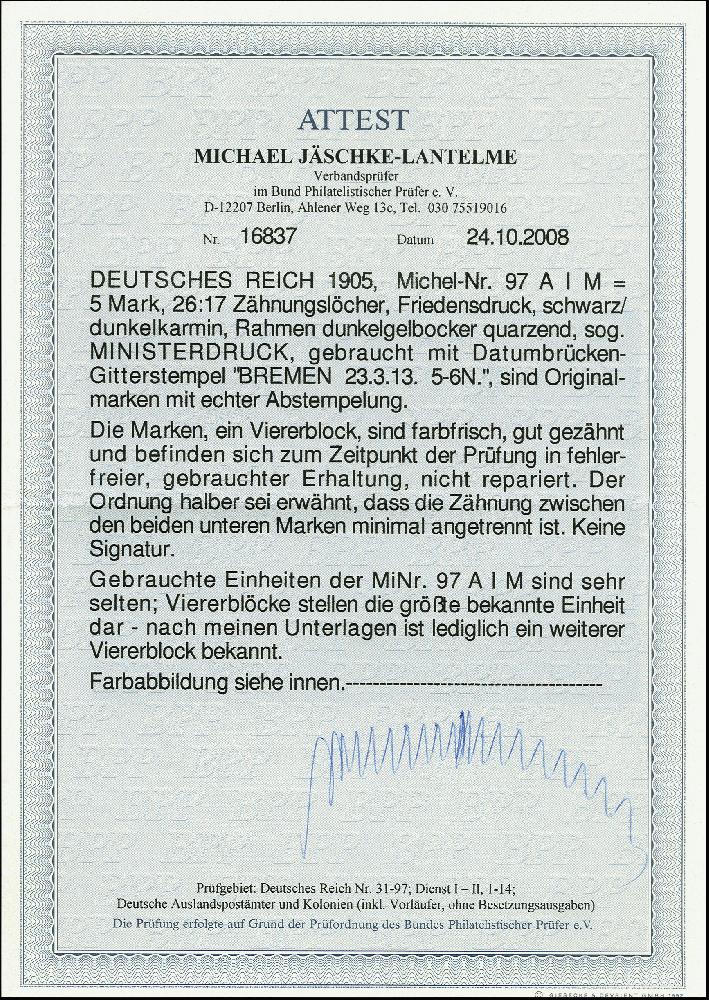 ATTEST
MICHAEL JÄSCHKE-LANTELME
Verbandsprüfer
im Bund Philatelistischer Prüfer e. V.
D-12207 Berlin, Ahlener Weg 13c, Tel. 030 75519016
Nr. 16837 Datum 24.10.2008
DEUTSCHES REICH 1905, Michel-Nr. 97 A I M =
5 Mark, 26:17 Zähnungslöcher, Friedensdruck, schwarz/
dunkelkarmin, Rahmen dunkelgelbocker quarzend, sog.
MINISTERDRUCK, gebraucht mit Datumbrücken-
Gitterstempel "BREMEN 23.3.13. 5-6N.", sind Original-
marken mit echter Abstempelung.
Die Marken, ein Viererblock, sind farbfrisch, gut gezähnt
und befinden sich zum Zeitpunkt der Prüfung in fehler-
freier, gebrauchter Erhaltung, nicht repariert. Der
Ordnung halber sei erwähnt, dass die Zähnung zwischen
den beiden unteren Marken minimal angetrennt ist. Keine
Signatur.
Gebrauchte Einheiten der MiNr. 97 A I M sind sehr
selten; Viererblöcke stellen die größte bekannte Einheit
dar - nach meinen Unterlagen ist lediglich ein weiterer
Viererblock bekannt.
Farbabbildung siehe innen.--------------------------------------
Prüfgebiet: Deutsches Reich Nr. 31-97; Dienst I – II, 1-14;
Deutsche Auslandspostämter und Kolonien (inkl. Vorläufer, ohne Besetzungsausgaben)
Die Prüfung erfolgte auf Grund der Prüfordnung des Bundes Philatelistischer Prüfer e.V.